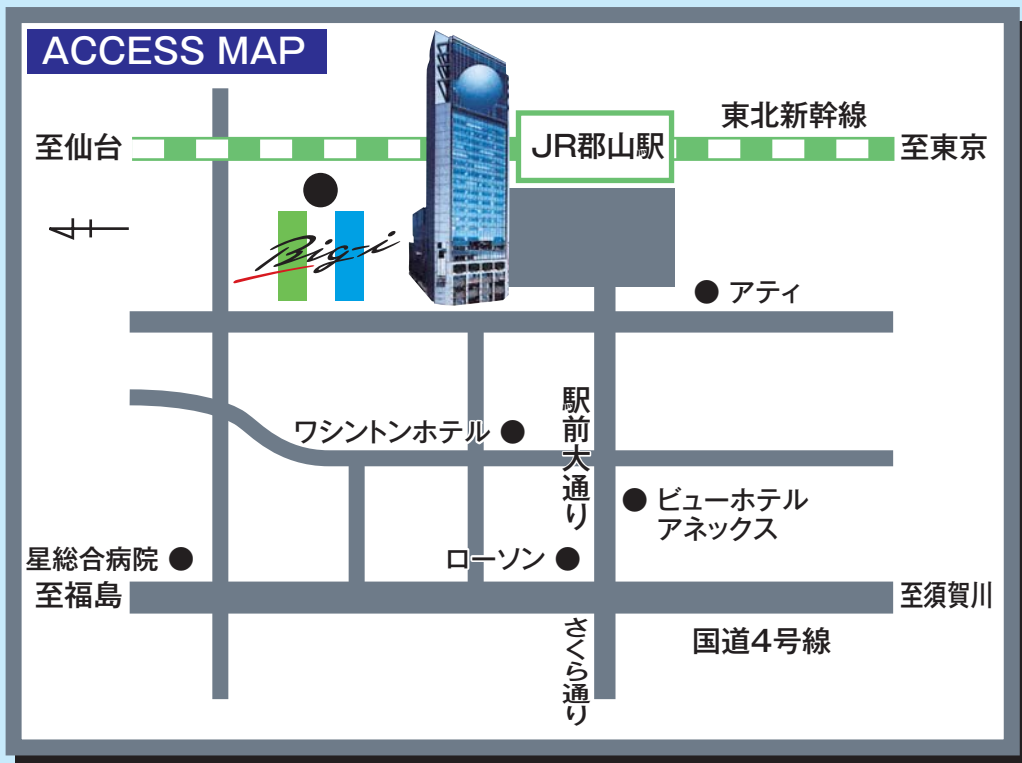 ACCESS MAP
東北新幹線
至仙台
JR郡山駅
至東京
Big-i
アティ
駅前大通り
ワシントンホテル
ビューホテル
アネックス
星総合病院
ローソン
至福島
至須賀川
さくら通り
国道4号線